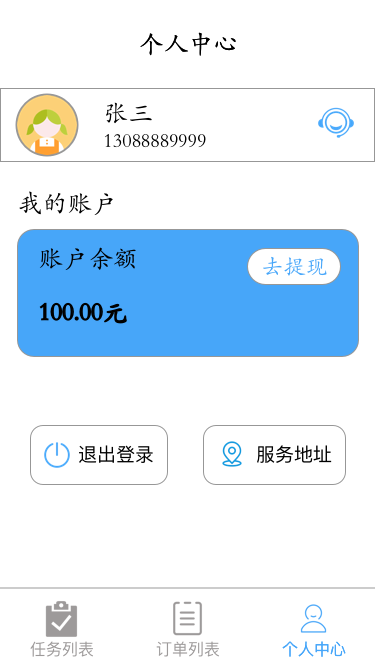 个人中心
张三
13088889999
我的账户
账户余额
去提现
100.00元
退出登录
服务地址
任务列表
订单列表
个人中心